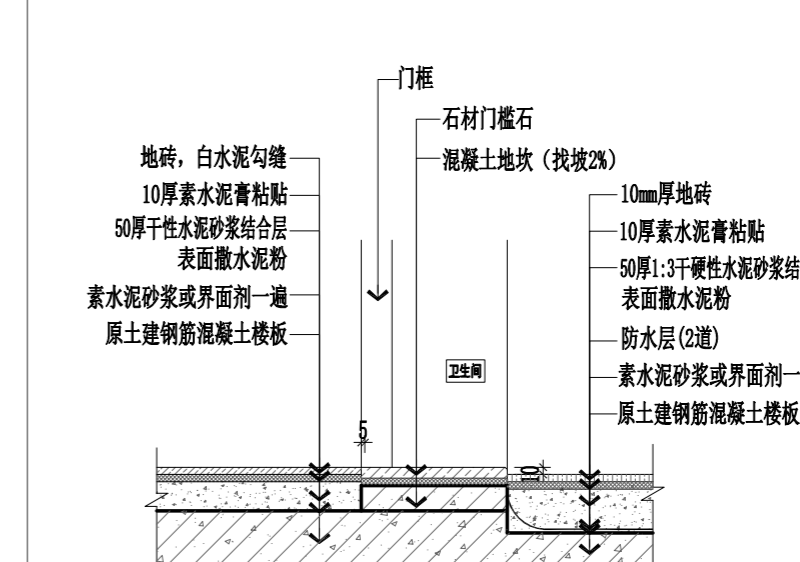 门框
石材门槛石
混凝土地坎（找坡2%）
地砖，白水泥勾缝
10厚素水泥膏粘贴
50厚干性水泥砂浆结合层
表面撒水泥粉
素水泥砂浆或界面剂一遍
原土建钢筋混凝土楼板
10mm厚地砖
10厚素水泥膏粘贴
50厚1:3干硬性水泥砂浆结
表面撒水泥粉
防水层(2道)
素水泥砂浆或界面剂一
原土建钢筋混凝土楼板
卫生间
5
10